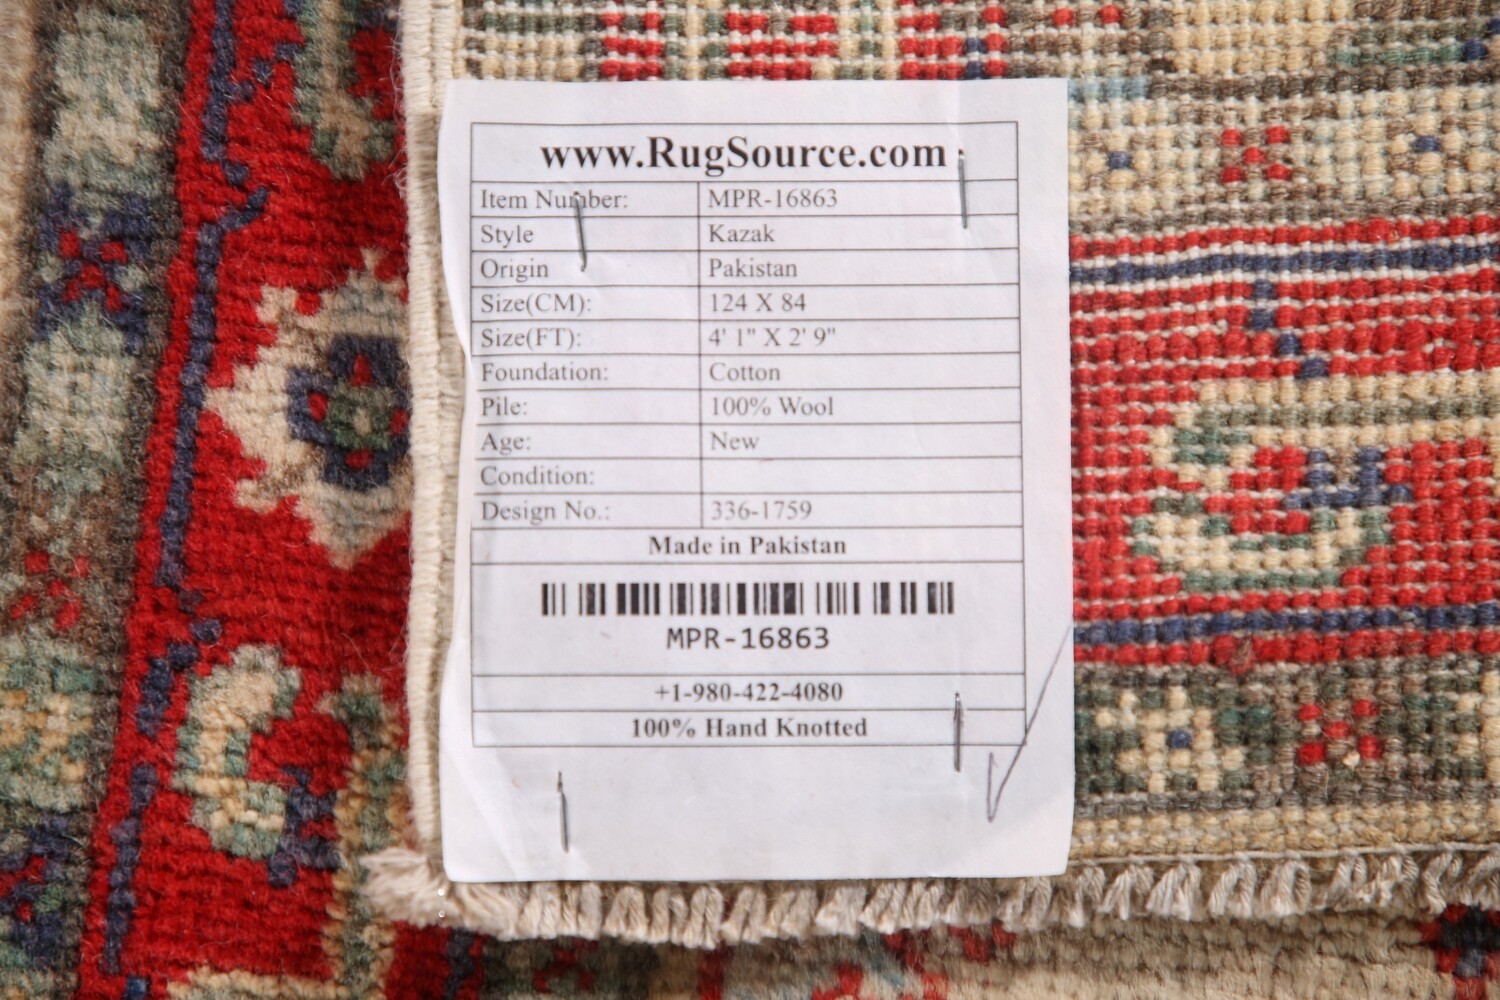 www.RugSource.com
Item Number: MPR-16863
Style Kazak
Origin Pakistan
Size(CM): 124 X 84
Size(FT): 4' 1" X 2' 9"
Foundation: Cotton
Pile: 100% Wool
Age: New
Condition:
Design No.: 336-1759
Made in Pakistan
MPR-16863
+1-980-422-4080
100% Hand Knotted